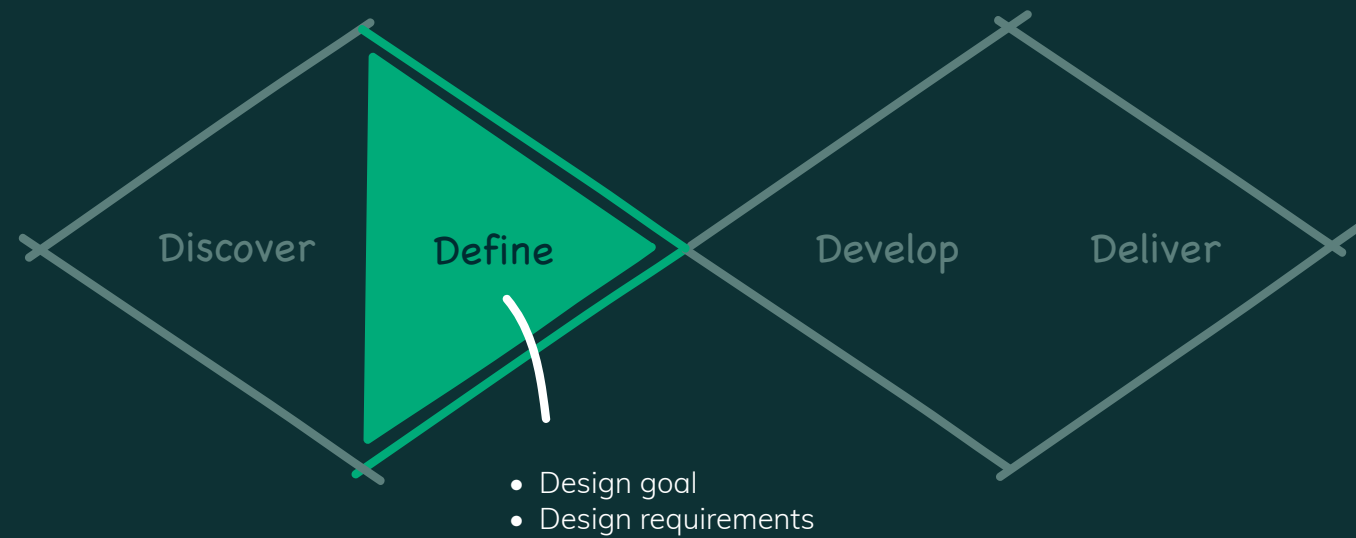 Discover
Define
Develop
Deliver
• Design goal
• Design requirements